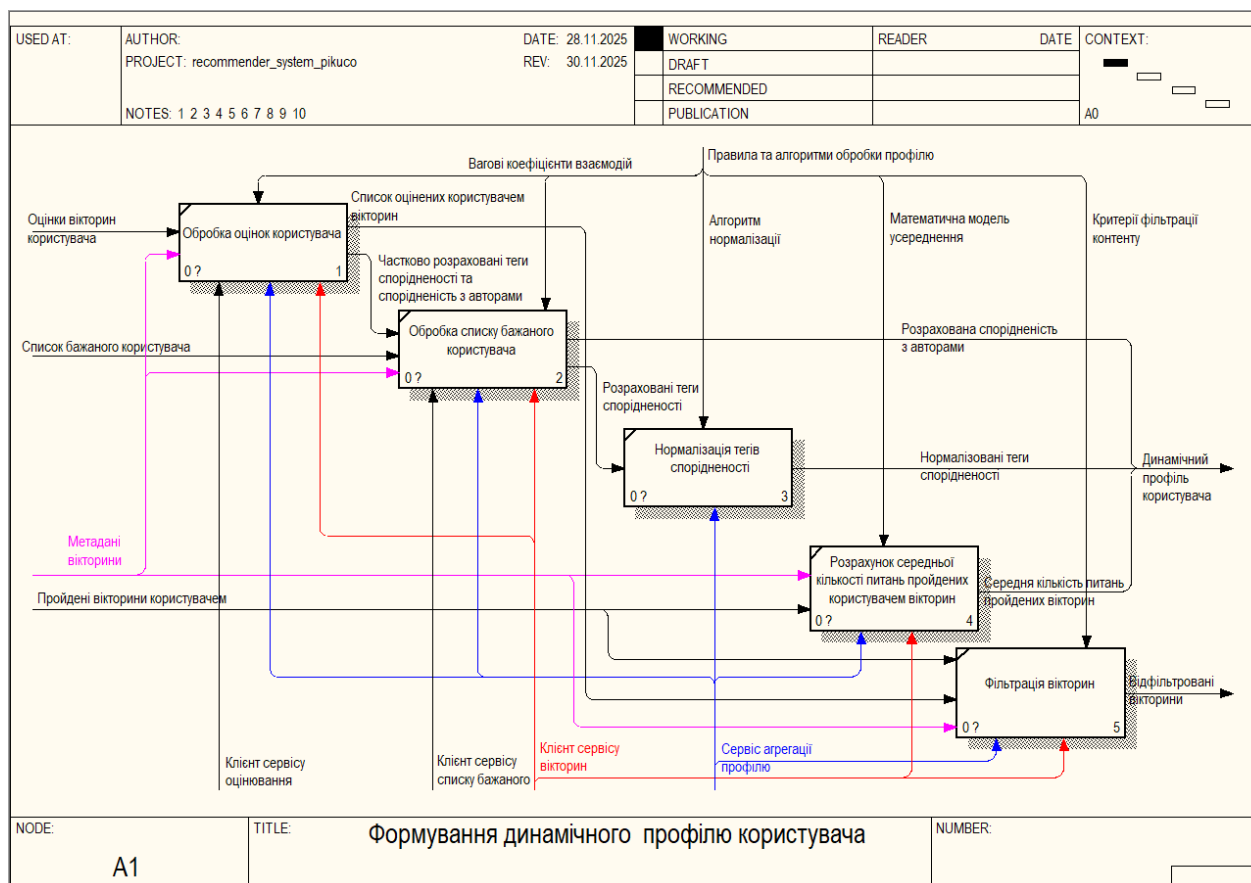 USED AT:
AUTHOR:
DATE: 28.11.2025
PROJECT: recommender_system_pikuco
REV: 30.11.2025
NOTES: 1 2 3 4 5 6 7 8 9 10
WORKING
DRAFT
RECOMMENDED
PUBLICATION
READER
DATE
CONTEXT:
A0
Вагові коефіцієнти взаємодій
Правила та алгоритми обробки профілю
Оцінки вікторин
користувача
Обробка оцінок користувача
0 ?
1
Список оцінених користувачем
вікторин
Алгоритм
нормалізації
Математична модель
усереднення
Критерії фільтрації
контенту
Частково розраховані теги
спорідненості та
спорідненість з авторами
Список бажаного користувача
Обробка списку бажаного
користувача
0 ?
2
Розрахована спорідненість
з авторами
Розраховані теги
спорідненості
Нормалізація тегів
спорідненості
0 ?
3
Нормалізовані теги
спорідненості
Динамічний
профіль
користувача
Метадані
вікторини
Пройдені вікторини користувачем
Розрахунок середньої
кількості питань пройдених
користувачем вікторин
0 ?
4
Середня кількість питань
пройдених вікторин
Фільтрація вікторин
0 ?
5
Відфільтровані
вікторини
Клієнт сервісу
оцінювання
Клієнт сервісу
списку бажаного
Клієнт сервісу
вікторин
Сервіс агрегації
профілю
NODE:
A1
TITLE:
Формування динамічного профілю користувача
NUMBER: